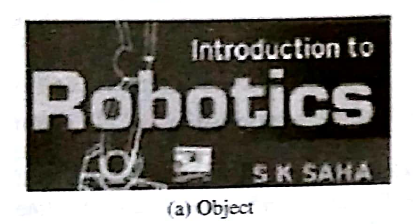 Introduction to
Robotics
S K SAHA
(a) Object